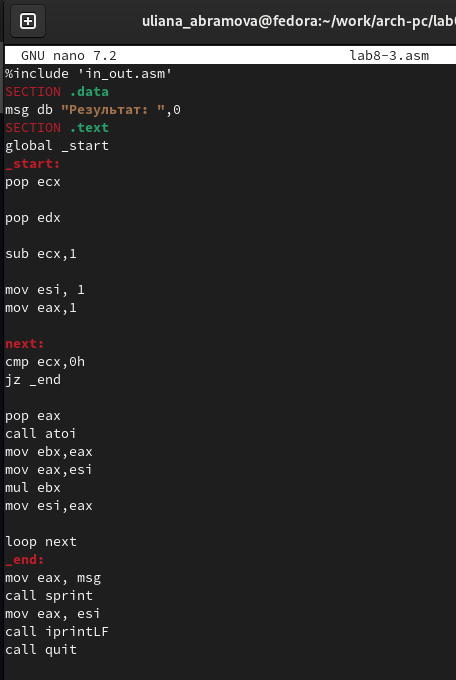 uliana_abramova@fedora:~/work/arch-pc/lab
GNU nano 7.2 lab8-3.asm
%include 'in_out.asm'
SECTION .data
msg db "Результат: ",0
SECTION .text
global _start
_start:
pop ecx
pop edx
sub ecx,1
mov esi, 1
mov eax,1
next:
cmp ecx,0h
jz _end
pop eax
call atoi
mov ebx,eax
mov eax,esi
mul ebx
mov esi,eax
loop next
_end:
mov eax, msg
call sprint
mov eax, esi
call iprintLF
call quit